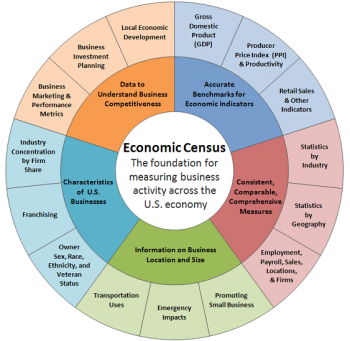 Economic Census
The foundation for
measuring business
activity across the
U.S. economy
Data to
Understand Business
Competitiveness
Accurate
Benchmarks for
Economic Indicators
Consistent,
Comparable,
Comprehensive
Measures
Information on Business
Location and Size
Characteristics
of U.S.
Businesses
Local Economic
Development
Gross
Domestic
Product
(GDP)
Producer
Price Index (PPI)
& Productivity
Retail Sales
& Other
Indicators
Statistics
by
Industry
Statistics
by
Geography
Employment,
Payroll, Sales,
Locations,
& Firms
Promoting
Small Business
Emergency
Impacts
Transportation
Uses
Owner
Sex, Race,
Ethnicity, and
Veteran
Status
Franchising
Industry
Concentration
by Firm
Share
Business
Marketing &
Performance
Metrics
Business
Investment
Planning